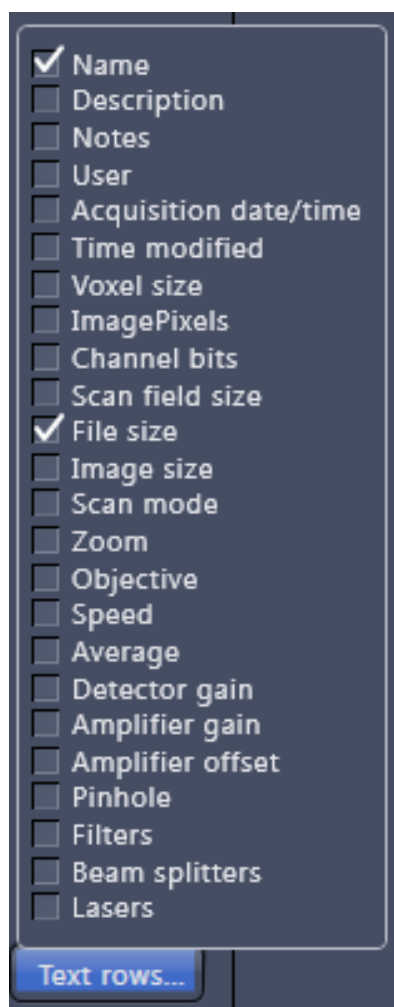 Name
Description
Notes
User
Acquisition date/time
Time modified
Voxel size
ImagePixels
Channel bits
Scan field size
File size
Image size
Scan mode
Zoom
Objective
Speed
Average
Detector gain
Amplifier gain
Amplifier offset
Pinhole
Filters
Beam splitters
Lasers
Text rows...